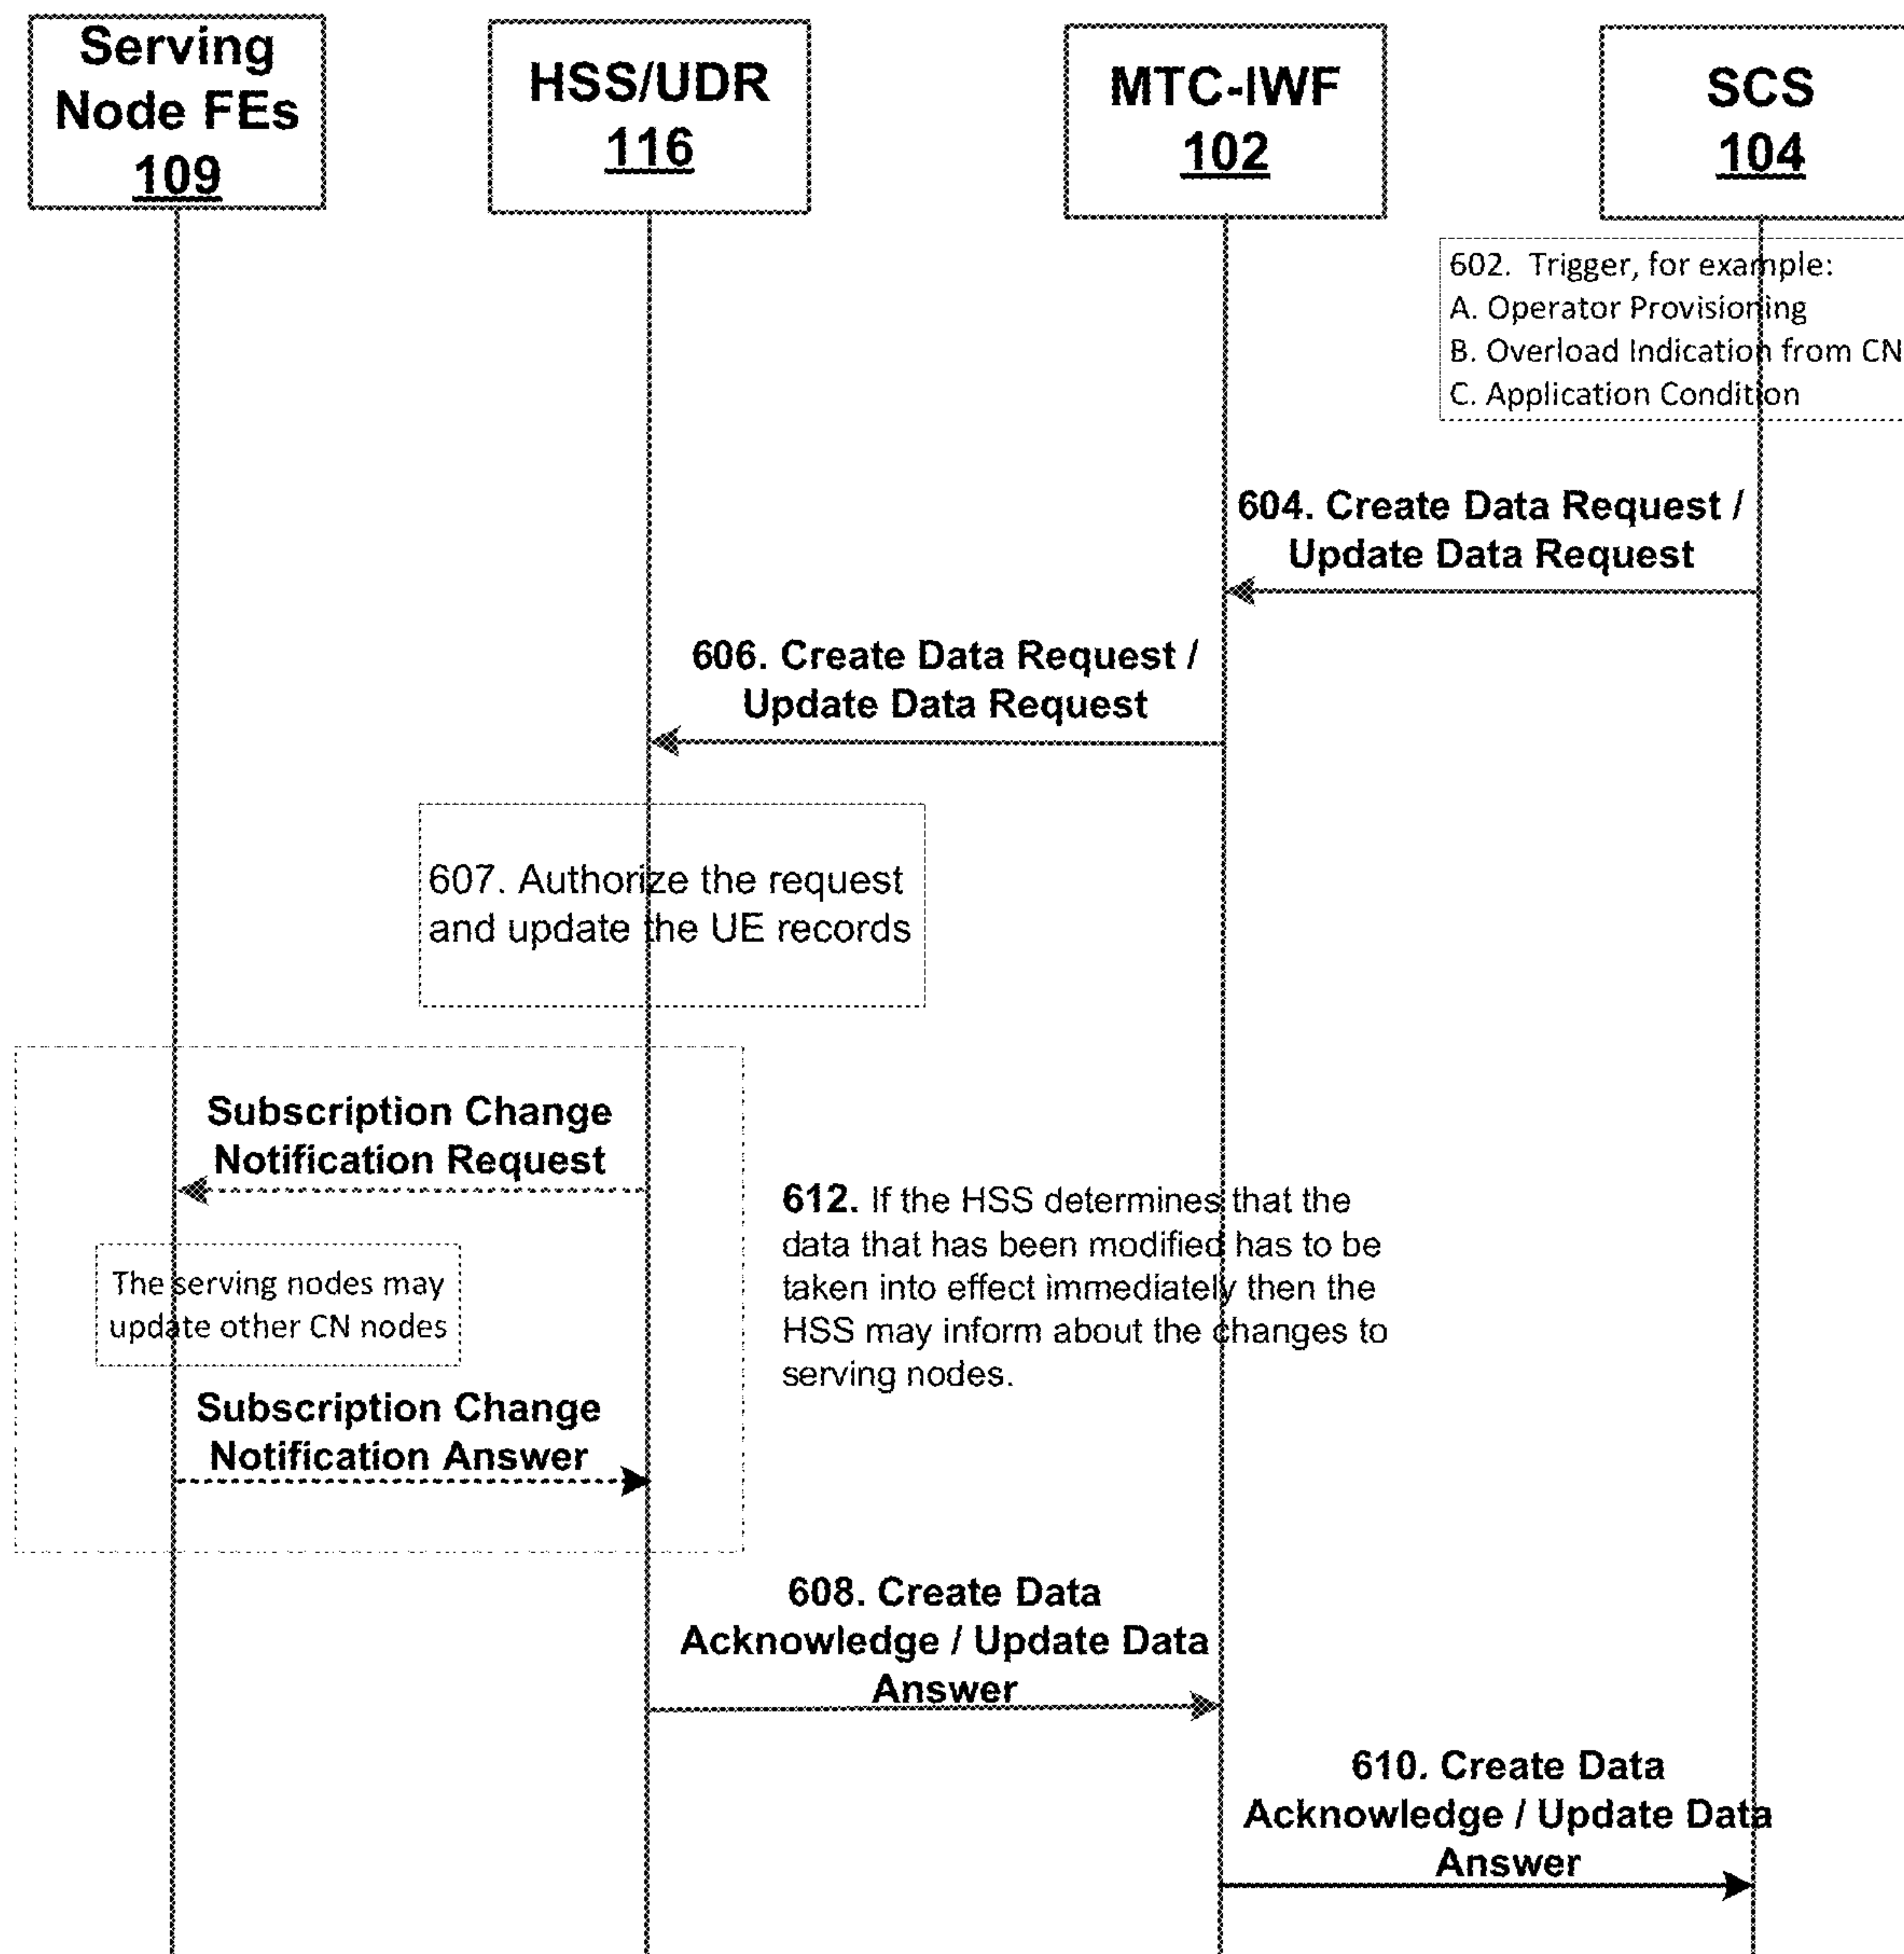 Serving
Node FEs
109
HSS/UDR
116
MTC-IWF
102
SCS
104
602. Trigger, for example:
A. Operator Provisioning
B. Overload Indication from CN
C. Application Condition
604. Create Data Request /
Update Data Request
606. Create Data Request /
Update Data Request
607. Authorize the request
and update the UE records
Subscription Change
Notification Request
612. If the HSS determines that the
data that has been modified has to be
taken into effect immediately then the
HSS may inform about the changes to
serving nodes.
The serving nodes may
update other CN nodes
Subscription Change
Notification Answer
608. Create Data
Acknowledge / Update Data
Answer
610. Create Data
Acknowledge / Update Data
Answer